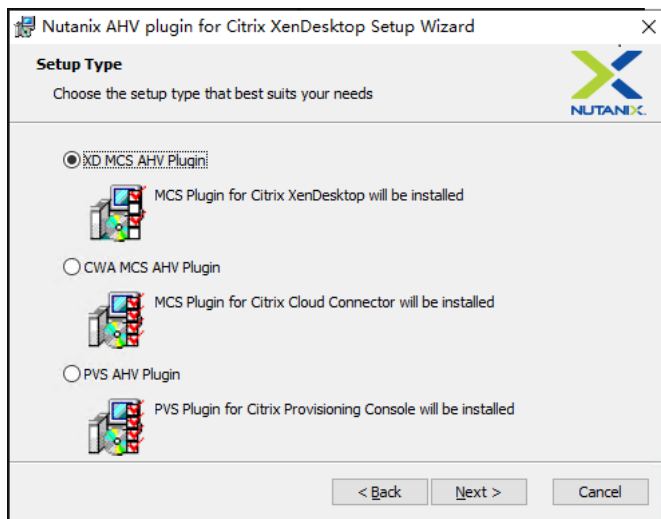 Nutanix AHV plugin for Citrix XenDesktop Setup Wizard
Setup Type
Choose the setup type that best suits your needs
NUTANIX.
XD MCS AHV Plugin
MCS Plugin for Citrix XenDesktop will be installed
CWA MCS AHV Plugin
MCS Plugin for Citrix Cloud Connector will be installed
PVS AHV Plugin
PVS Plugin for Citrix Provisioning Console will be installed
< Back Next > Cancel